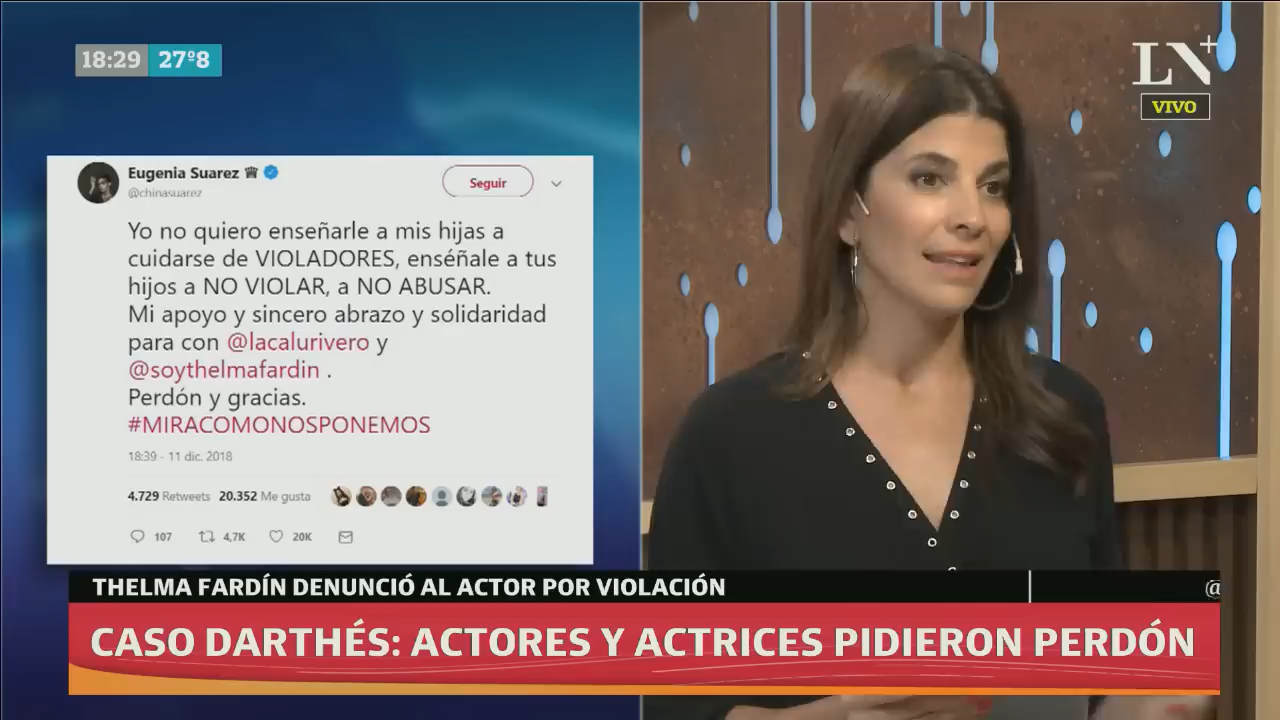 18:29 27º8
LN+
VIVO
Eugenia Suarez
@chinasuarez
Seguir
Yo no quiero enseñarle a mis hijas a
cuidarse de VIOLADORES, enséñale a tus
hijos a NO VIOLAR, a NO ABUSAR.
Mi apoyo y sincero abrazo y solidaridad
para con @lacalurivero y
@soythelmafardin .
Perdón y gracias.
#MIRACOMONOSPONEMOS
18:39 - 11 dic. 2018
4.729 Retweets 20.352 Me gusta
107 4,7K 20K
THELMA FARDÍN DENUNCIÓ AL ACTOR POR VIOLACIÓN
@
CASO DARTHÉS: ACTORES Y ACTRICES PIDIERON PERDÓN